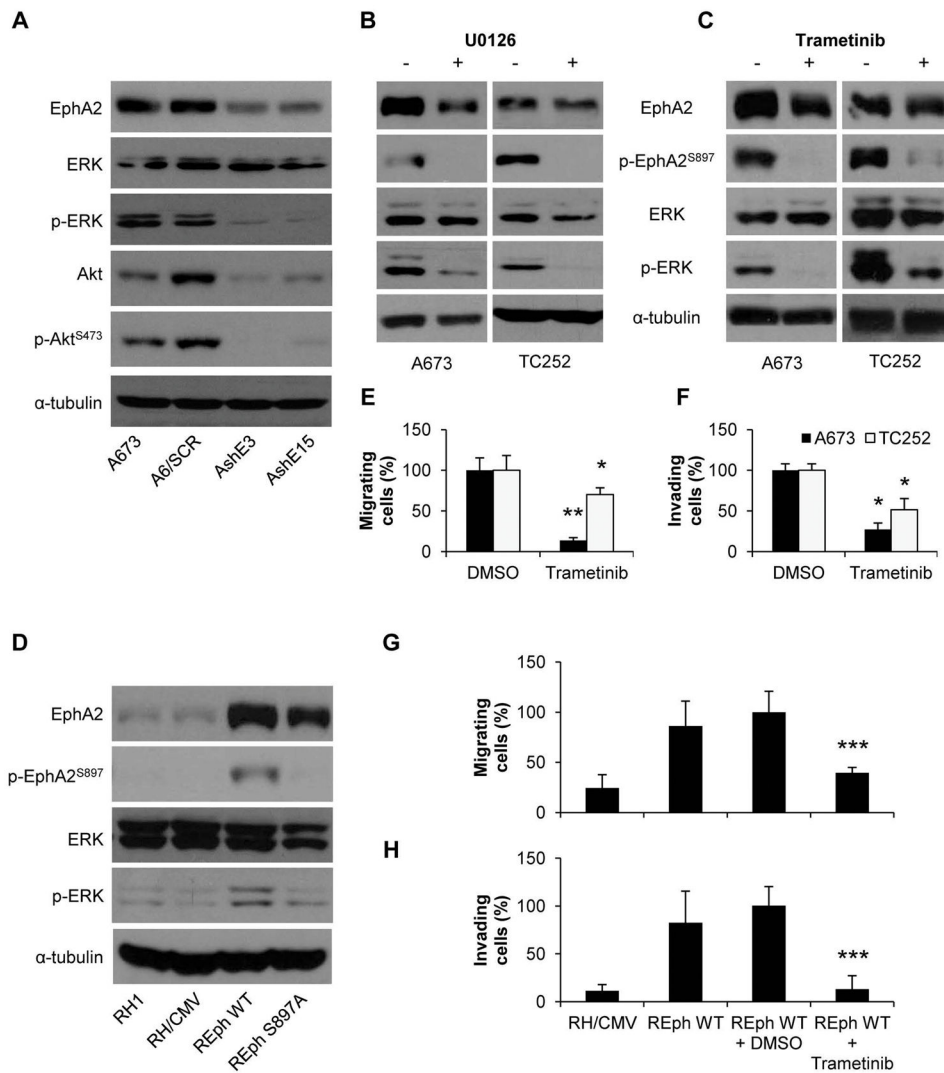 A
EphA2
ERK
p-ERK
Akt
p-Akt^S473
α-tubulin
A673
A6/SCR
AshE3
AshE15
B
U0126
- + - +
A673
TC252
C
Trametinib
- + - +
EphA2
p-EphA2^S897
ERK
p-ERK
α-tubulin
A673
TC252
E
Migrating
cells (%)
150
100
50
0
**
*
DMSO
Trametinib
F
A673
TC252
Invading
cells (%)
150
100
50
0
*
*
DMSO
Trametinib
D
EphA2
p-EphA2^S897
ERK
p-ERK
α-tubulin
RH1
RH/CMV
REph WT
REph S897A
G
Migrating
cells (%)
150
100
50
0
***
H
Invading
cells (%)
150
100
50
0
***
RH/CMV
REph WT
REph WT
+ DMSO
REph WT
+
Trametinib